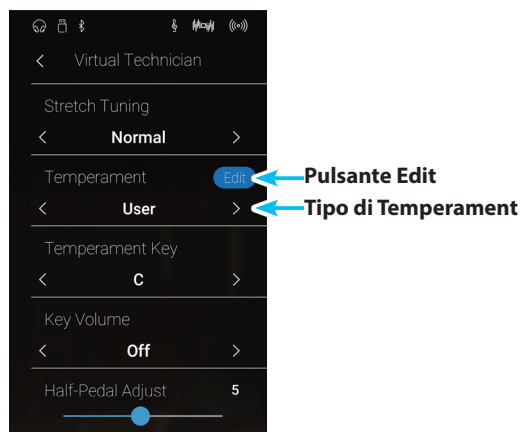 Virtual Technician
Stretch Tuning
Normal
Temperament
Edit
Pulsante Edit
User
Tipo di Temperament
Temperament Key
C
Key Volume
Off
Half-Pedal Adjust 5